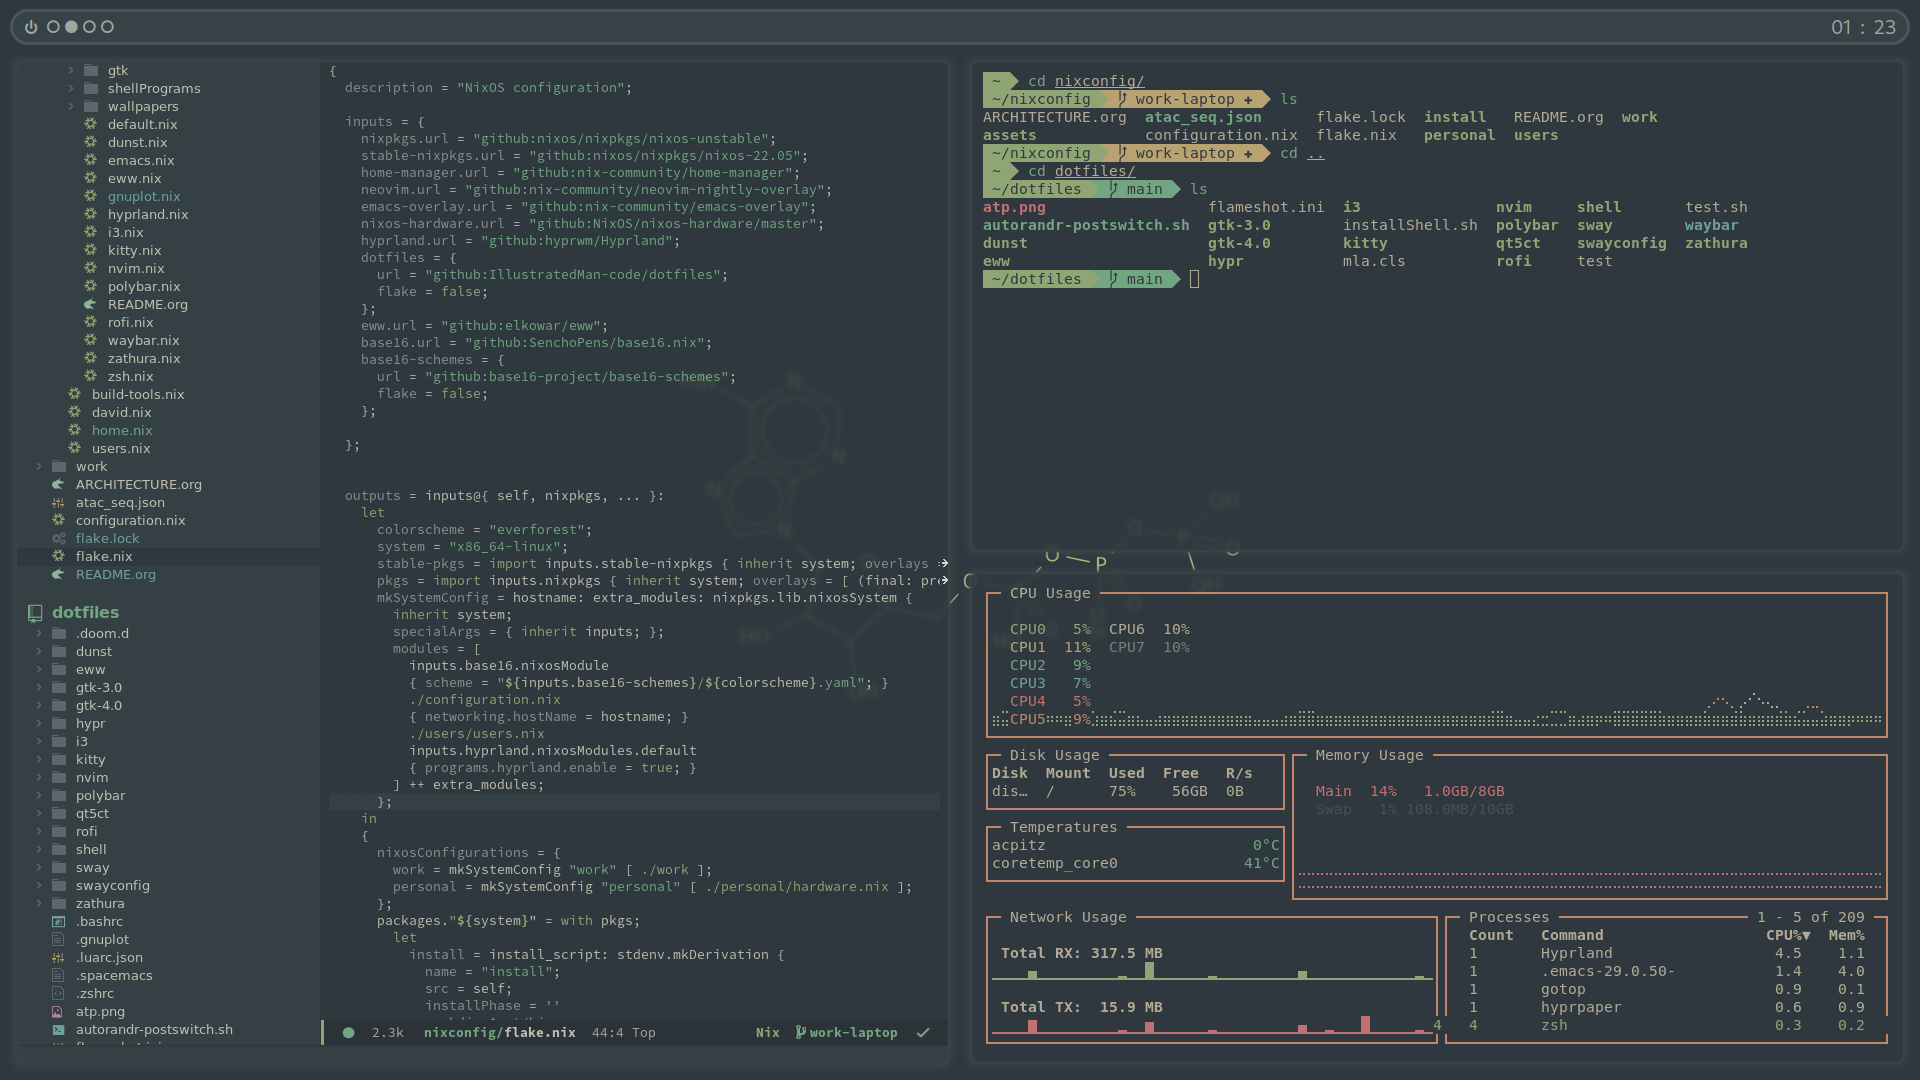 01 : 23
gtk
shellPrograms
wallpapers
default.nix
dunst.nix
emacs.nix
eww.nix
gnuplot.nix
hyprland.nix
i3.nix
kitty.nix
nvim.nix
polybar.nix
README.org
rofi.nix
waybar.nix
zathura.nix
zsh.nix
build-tools.nix
david.nix
home.nix
users.nix
work
ARCHITECTURE.org
atac_seq.json
configuration.nix
flake.lock
flake.nix
README.org
dotfiles
.doom.d
dunst
eww
gtk-3.0
gtk-4.0
hypr
i3
kitty
nvim
polybar
qt5ct
rofi
shell
sway
swayconfig
zathura
.bashrc
.gnuplot
.luarc.json
.spacemacs
.zshrc
atp.png
autorandr-postswitch.sh
{
description = "NixOS configuration";
inputs = {
nixpkgs.url = "github:nixos/nixpkgs/nixos-unstable";
stable-nixpkgs.url = "github:nixos/nixpkgs/nixos-22.05";
home-manager.url = "github:nix-community/home-manager";
neovim.url = "github:nix-community/neovim-nightly-overlay";
emacs-overlay.url = "github:nix-community/emacs-overlay";
nixos-hardware.url = "github:NixOS/nixos-hardware/master";
hyprland.url = "github:hyprwm/Hyprland";
dotfiles = {
url = "github:IllustratedMan-code/dotfiles";
flake = false;
};
eww.url = "github:elkowar/eww";
base16.url = "github:SenchoPens/base16.nix";
base16-schemes = {
url = "github:base16-project/base16-schemes";
flake = false;
};
};
outputs = inputs@{ self, nixpkgs, ... }:
let
colorscheme = "everforest";
system = "x86_64-linux";
stable-pkgs = import inputs.stable-nixpkgs { inherit system; overlays
pkgs = import inputs.nixpkgs { inherit system; overlays = [ (final: pre
mkSystemConfig = hostname: extra_modules: nixpkgs.lib.nixosSystem {
inherit system;
specialArgs = { inherit inputs; };
modules = [
inputs.base16.nixosModule
{ scheme = "${inputs.base16-schemes}/${colorscheme}.yaml"; }
./configuration.nix
{ networking.hostName = hostname; }
./users/users.nix
inputs.hyprland.nixosModules.default
{ programs.hyprland.enable = true; }
] ++ extra_modules;
};
in
{
nixosConfigurations = {
work = mkSystemConfig "work" [ ./work ];
personal = mkSystemConfig "personal" [ ./personal/hardware.nix ];
};
packages."${system}" = with pkgs;
let
install = install_script: stdenv.mkDerivation {
name = "install";
src = self;
installPhase = ''
2.3k nixconfig/flake.nix 44:4 Top Nix work-laptop
~ cd nixconfig/
~/nixconfig work-laptop + ls
ARCHITECTURE.org atac_seq.json flake.lock install README.org work
assets configuration.nix flake.nix personal users
~/nixconfig work-laptop + cd ..
~ cd dotfiles/
~/dotfiles main ls
atp.png flameshot.ini i3 nvim shell test.sh
autorandr-postswitch.sh gtk-3.0 installShell.sh polybar sway waybar
dunst gtk-4.0 kitty qt5ct swayconfig zathura
eww hypr mla.cls rofi test
~/dotfiles main
N
N
N
N
OH
O P
O P O
O
OH
HO
CPU Usage
CPU0 5% CPU6 10%
CPU1 11% CPU7 10%
CPU2 9%
CPU3 7%
CPU4 5%
CPU5 9%
Disk Usage
Disk Mount Used Free R/s
dis… / 75% 56GB 0B
Temperatures
acpitz 0°C
coretemp_core0 41°C
Memory Usage
Main 14% 1.0GB/8GB
Swap 1% 108.0MB/10GB
Network Usage
Total RX: 317.5 MB
Total TX: 15.9 MB
Processes 1 - 5 of 209
Count Command CPU%▼ Mem%
1 Hyprland 4.5 1.1
1 .emacs-29.0.50- 1.4 4.0
1 gotop 0.9 0.1
1 hyprpaper 0.6 0.9
4 4 zsh 0.3 0.2